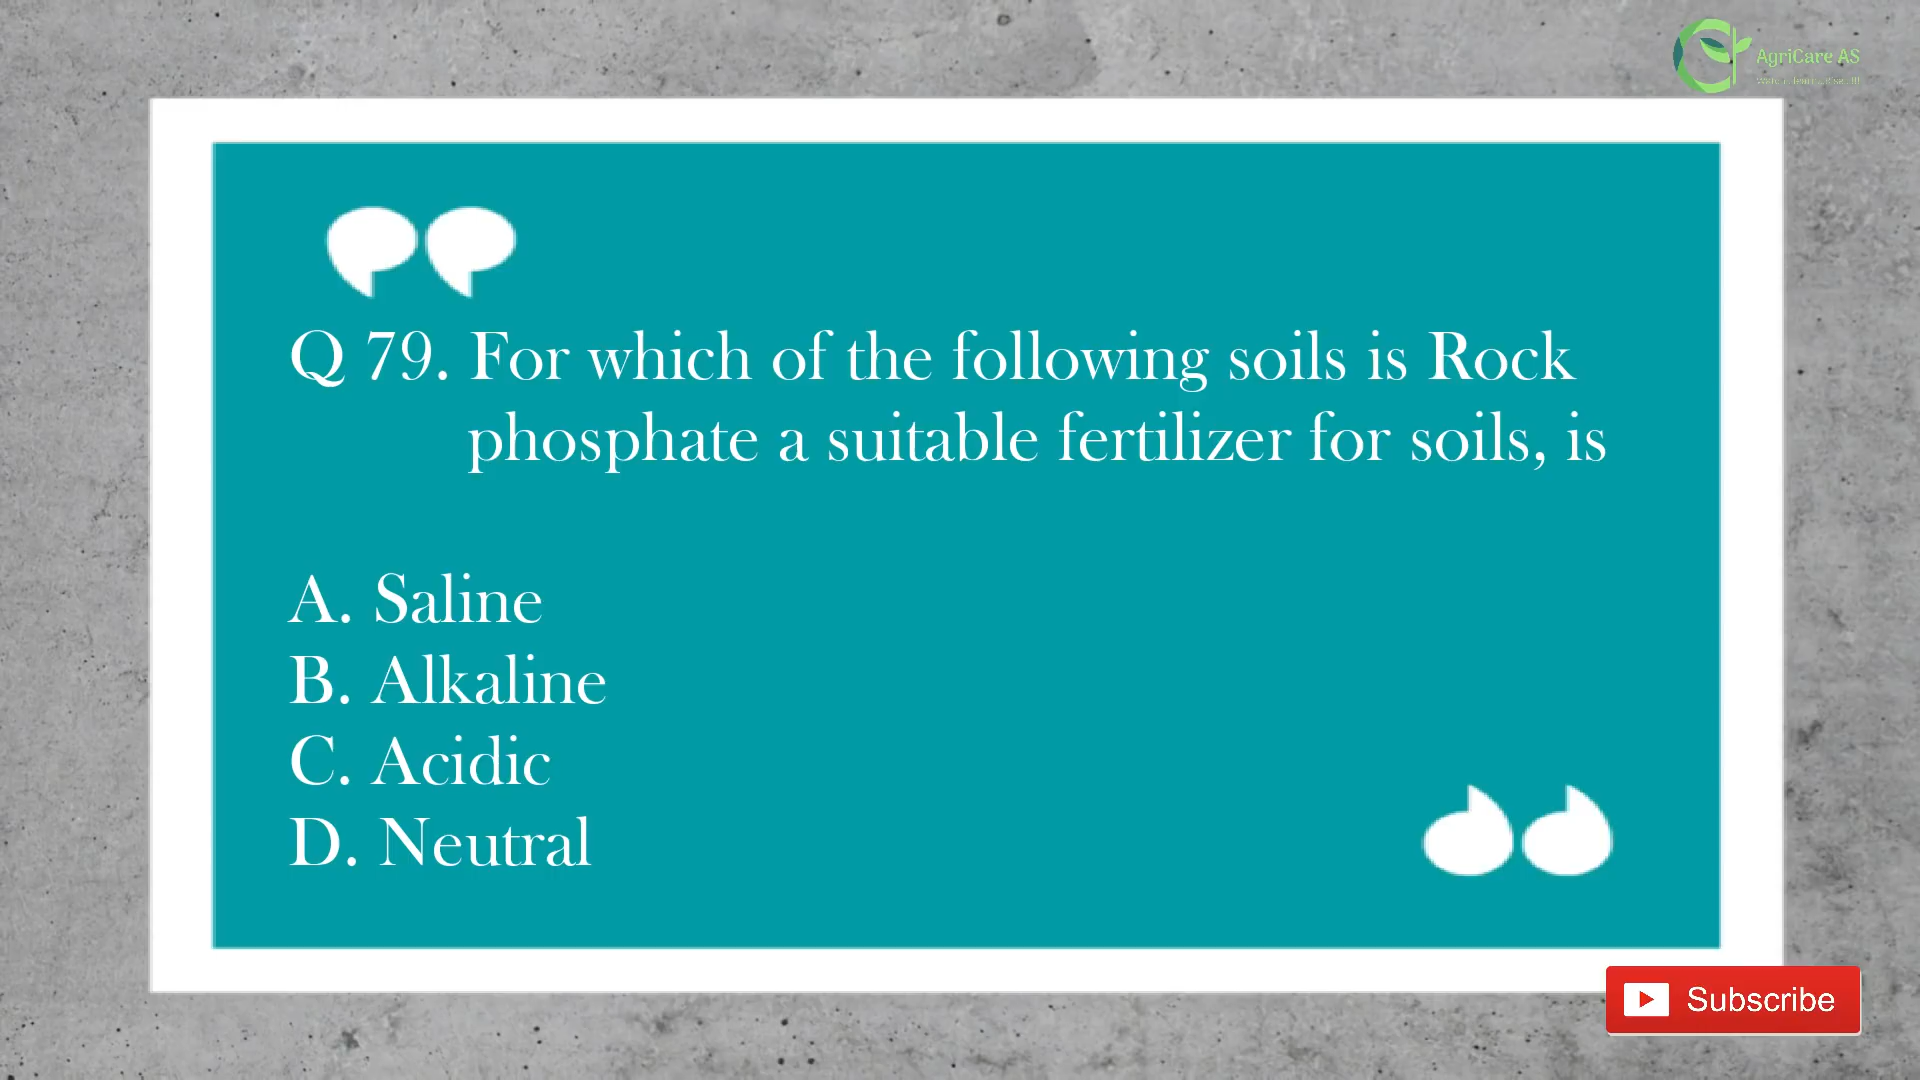 AgriCare AS
Q 79. For which of the following soils is Rock
phosphate a suitable fertilizer for soils, is
A. Saline
B. Alkaline
C. Acidic
D. Neutral
Subscribe